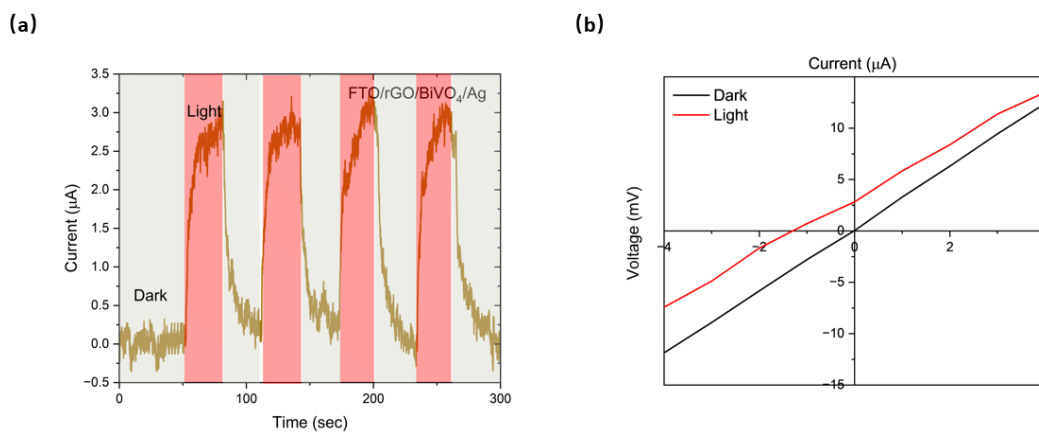 (a)
3.5
3.0
2.5
2.0
1.5
1.0
0.5
0.0
−0.5
Current (µA)
Light
FTO/rGO/BiVO₄/Ag
Dark
0
100
200
300
Time (sec)
(b)
Current (µA)
Dark
Light
10
5
0
−5
−10
−15
−4
−2
0
2
Voltage (mV)